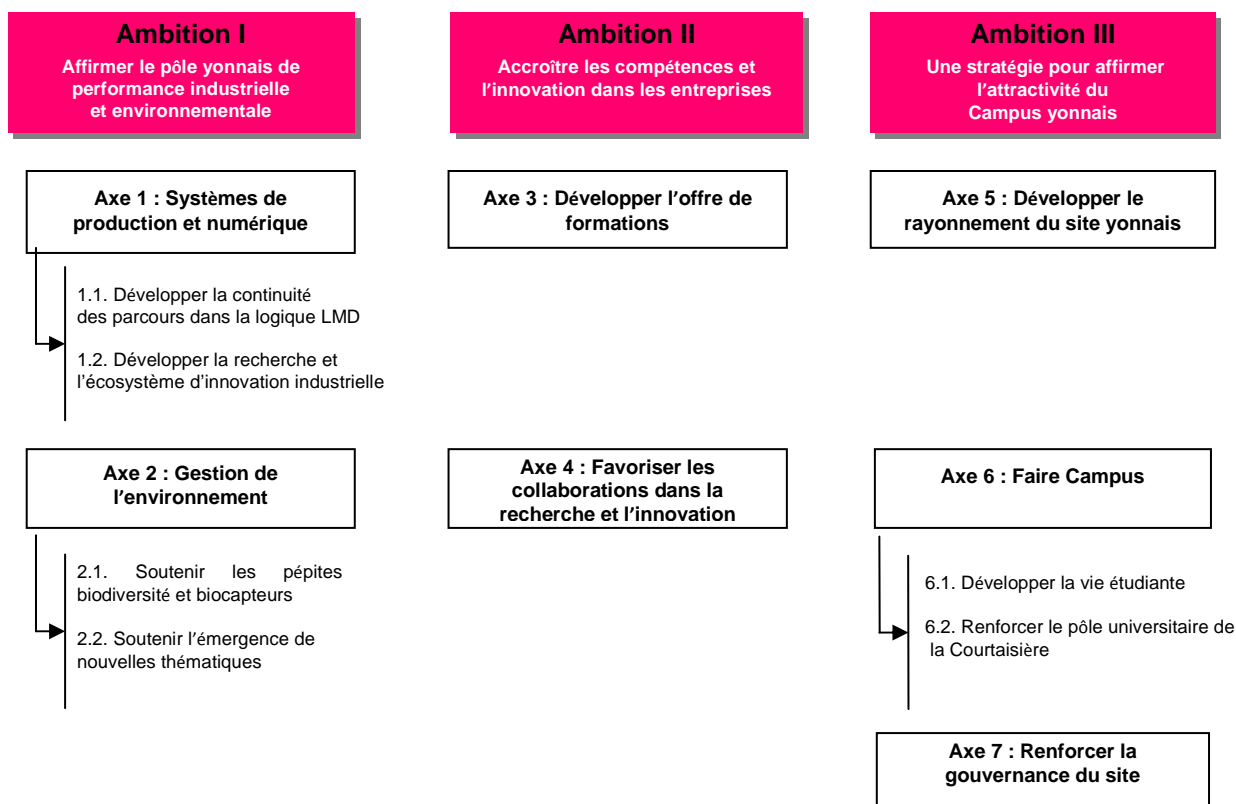 Ambition I
Affirmer le pôle yonnais de
performance industrielle
et environnementale
Ambition II
Accroître les compétences et
l'innovation dans les entreprises
Ambition III
Une stratégie pour affirmer
l'attractivité du
Campus yonnais
Axe 1 : Systèmes de
production et numérique
Axe 3 : Développer l'offre de
formations
Axe 5 : Développer le
rayonnement du site yonnais
1.1. Développer la continuité
des parcours dans la logique LMD
1.2. Développer la recherche et
l'écosystème d'innovation industrielle
Axe 2 : Gestion de
l'environnement
Axe 4 : Favoriser les
collaborations dans la
recherche et l'innovation
Axe 6 : Faire Campus
2.1. Soutenir les pépites
biodiversité et biocapteurs
2.2. Soutenir l'émergence de
nouvelles thématiques
6.1. Développer la vie étudiante
6.2. Renforcer le pôle universitaire de
la Courtaisière
Axe 7 : Renforcer la
gouvernance du site